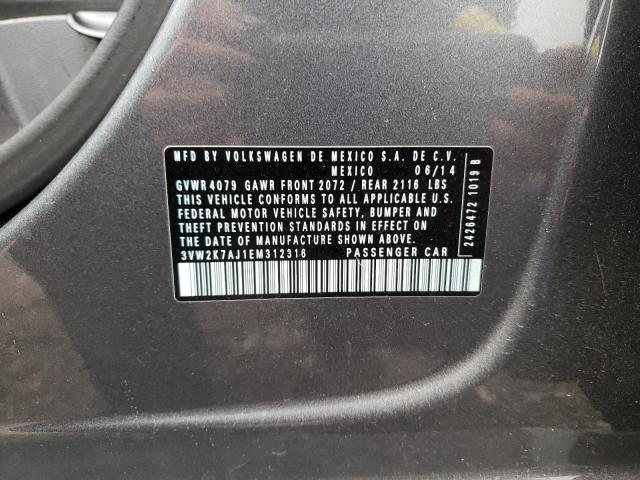 MFD BY VOLKSWAGEN DE MEXICO S.A. DE C.V.
MEXICO 06/14
GVWR 4079 GAWR FRONT 2072 / REAR 2116 LBS
THIS VEHICLE CONFORMS TO ALL APPLICABLE U.S.
FEDERAL MOTOR VEHICLE SAFETY, BUMPER AND
THEFT PREVENTION STANDARDS IN EFFECT ON
THE DATE OF MANUFACTURE SHOWN ABOVE.
3VW2K7AJ1EM312316 PASSENGER CAR
2426472 1019 B